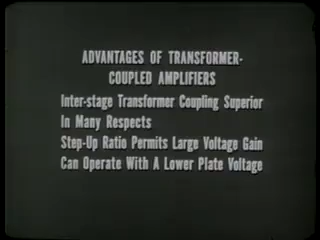 ADVANTAGES OF TRANSFORMER-
COUPLED AMPLIFIERS
Inter-stage Transformer Coupling Superior
In Many Respects
Step-Up Ratio Permits Large Voltage Gain
Can Operate With A Lower Plate Voltage